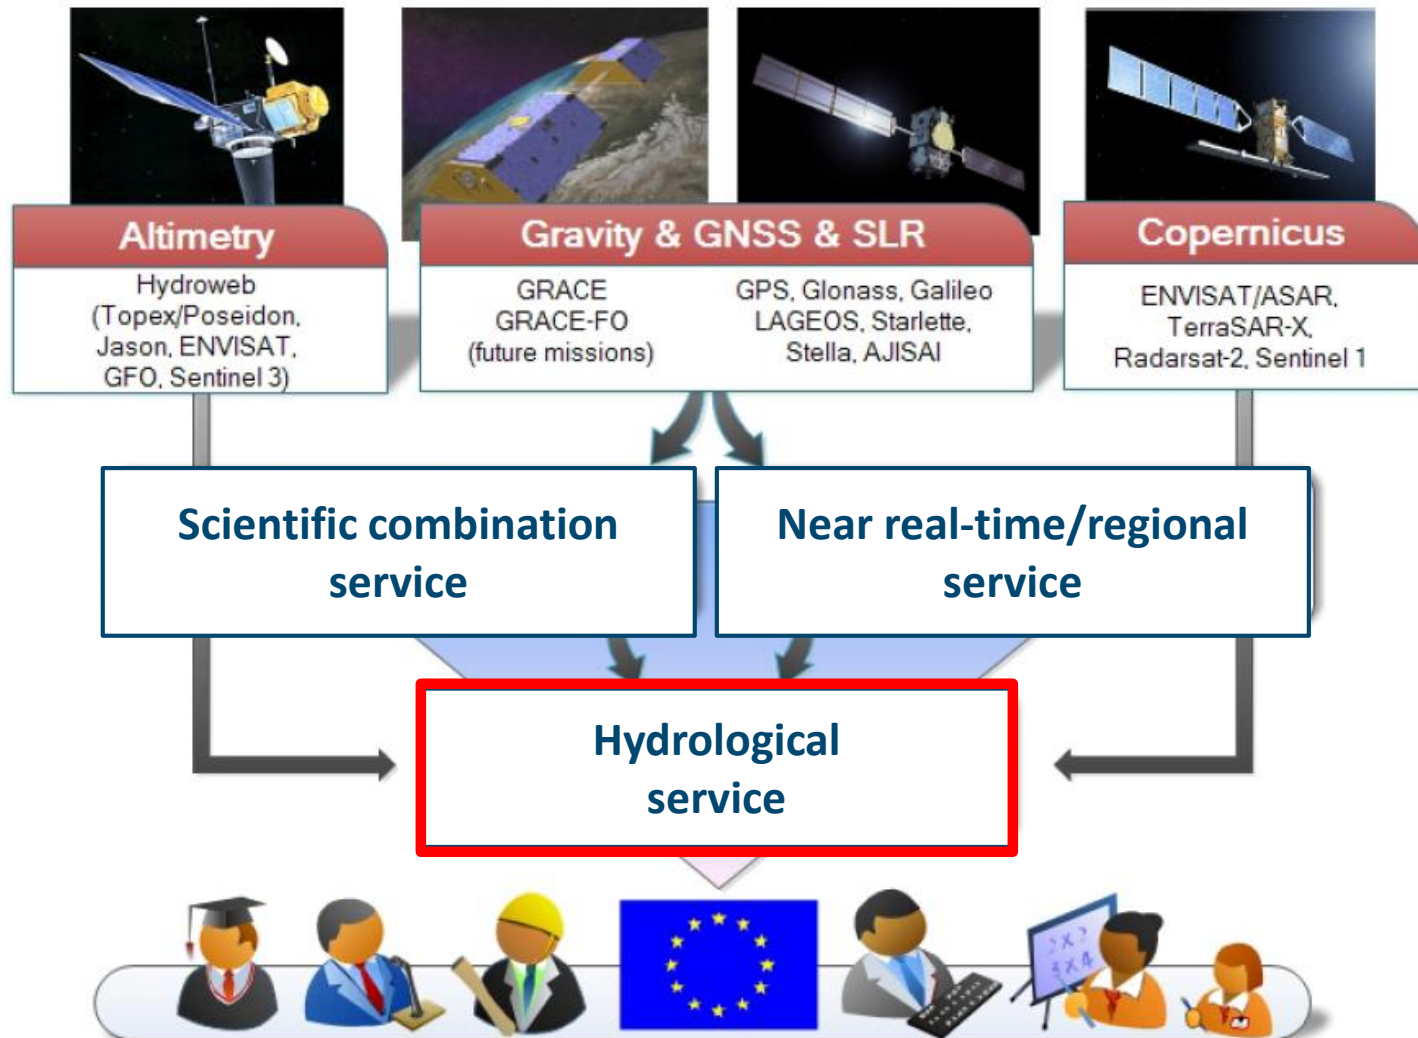 Altimetry
Hydroweb
(Topex/Poseidon,
Jason, ENVISAT,
GFO, Sentinel 3)
Gravity & GNSS & SLR
GRACE
GRACE-FO
(future missions)
GPS, Glonass, Galileo
LAGEOS, Starlette,
Stella, AJISAI
Copernicus
ENVISAT/ASAR,
TerraSAR-X,
Radarsat-2, Sentinel 1
Scientific combination
service
Near real-time/regional
service
Hydrological
service
2x2
3x4